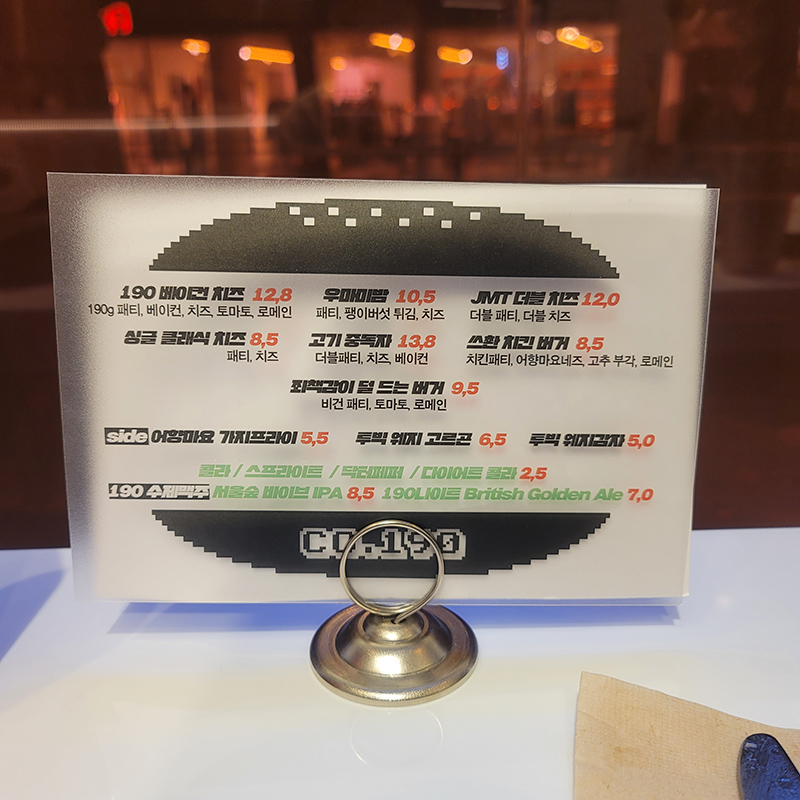 190 베이컨 치즈 12,8 우마미밤 10,5 JMT 더블 치즈 12,0
190g 패티, 베이컨, 치즈, 토마토, 로메인 패티, 팽이버섯 튀김, 치즈 더블 패티, 더블 치즈
싱글 클래식 치즈 8,5 고기 중독자 13,8 쓰촨 치킨 버거 8,5
패티, 치즈 더블패티, 치즈, 베이컨 치킨패티, 어향마요네즈, 고추 부각, 로메인
죄책감이 덜 드는 버거 9,5
비건 패티, 토마토, 로메인
side 어향마요 가지프라이 5,5 투빅 웨지 고르곤 6,5 투빅 웨지감자 5,0
콜라 / 스프라이트 / 닥터페퍼 / 다이어트 콜라 2,5
190 수제맥주 서울숲 바이브 IPA 8,5 190나이트 British Golden Ale 7,0
CO.190